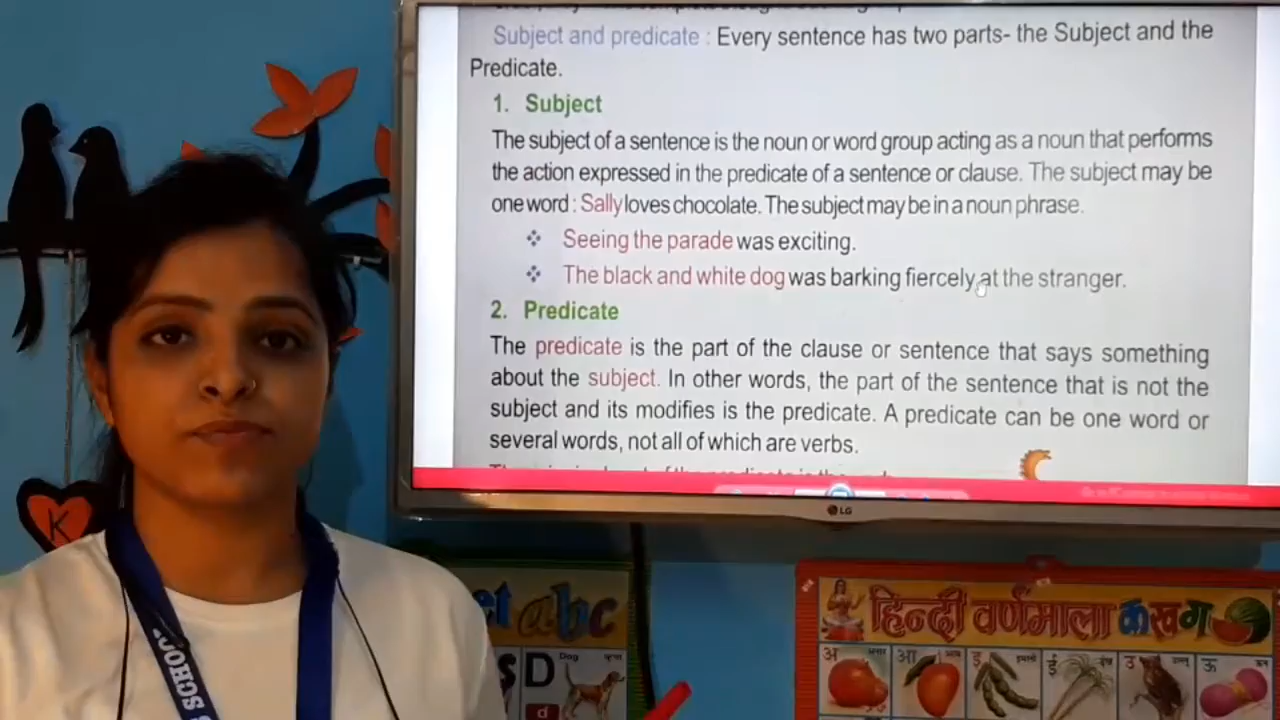 Subject and predicate : Every sentence has two parts- the Subject and the
Predicate.
1. Subject
The subject of a sentence is the noun or word group acting as a noun that performs
the action expressed in the predicate of a sentence or clause. The subject may be
one word : Sally loves chocolate. The subject may be in a noun phrase.
Seeing the parade was exciting.
The black and white dog was barking fiercely at the stranger.
2. Predicate
The predicate is the part of the clause or sentence that says something
about the subject. In other words, the part of the sentence that is not the
subject and its modifies is the predicate. A predicate can be one word or
several words, not all of which are verbs.
LG
K
SCHOOL
abc
D
Dog
d
हिन्दी वर्णमाला क ख ग
अ
आ
इ
ई
उ
ऊ